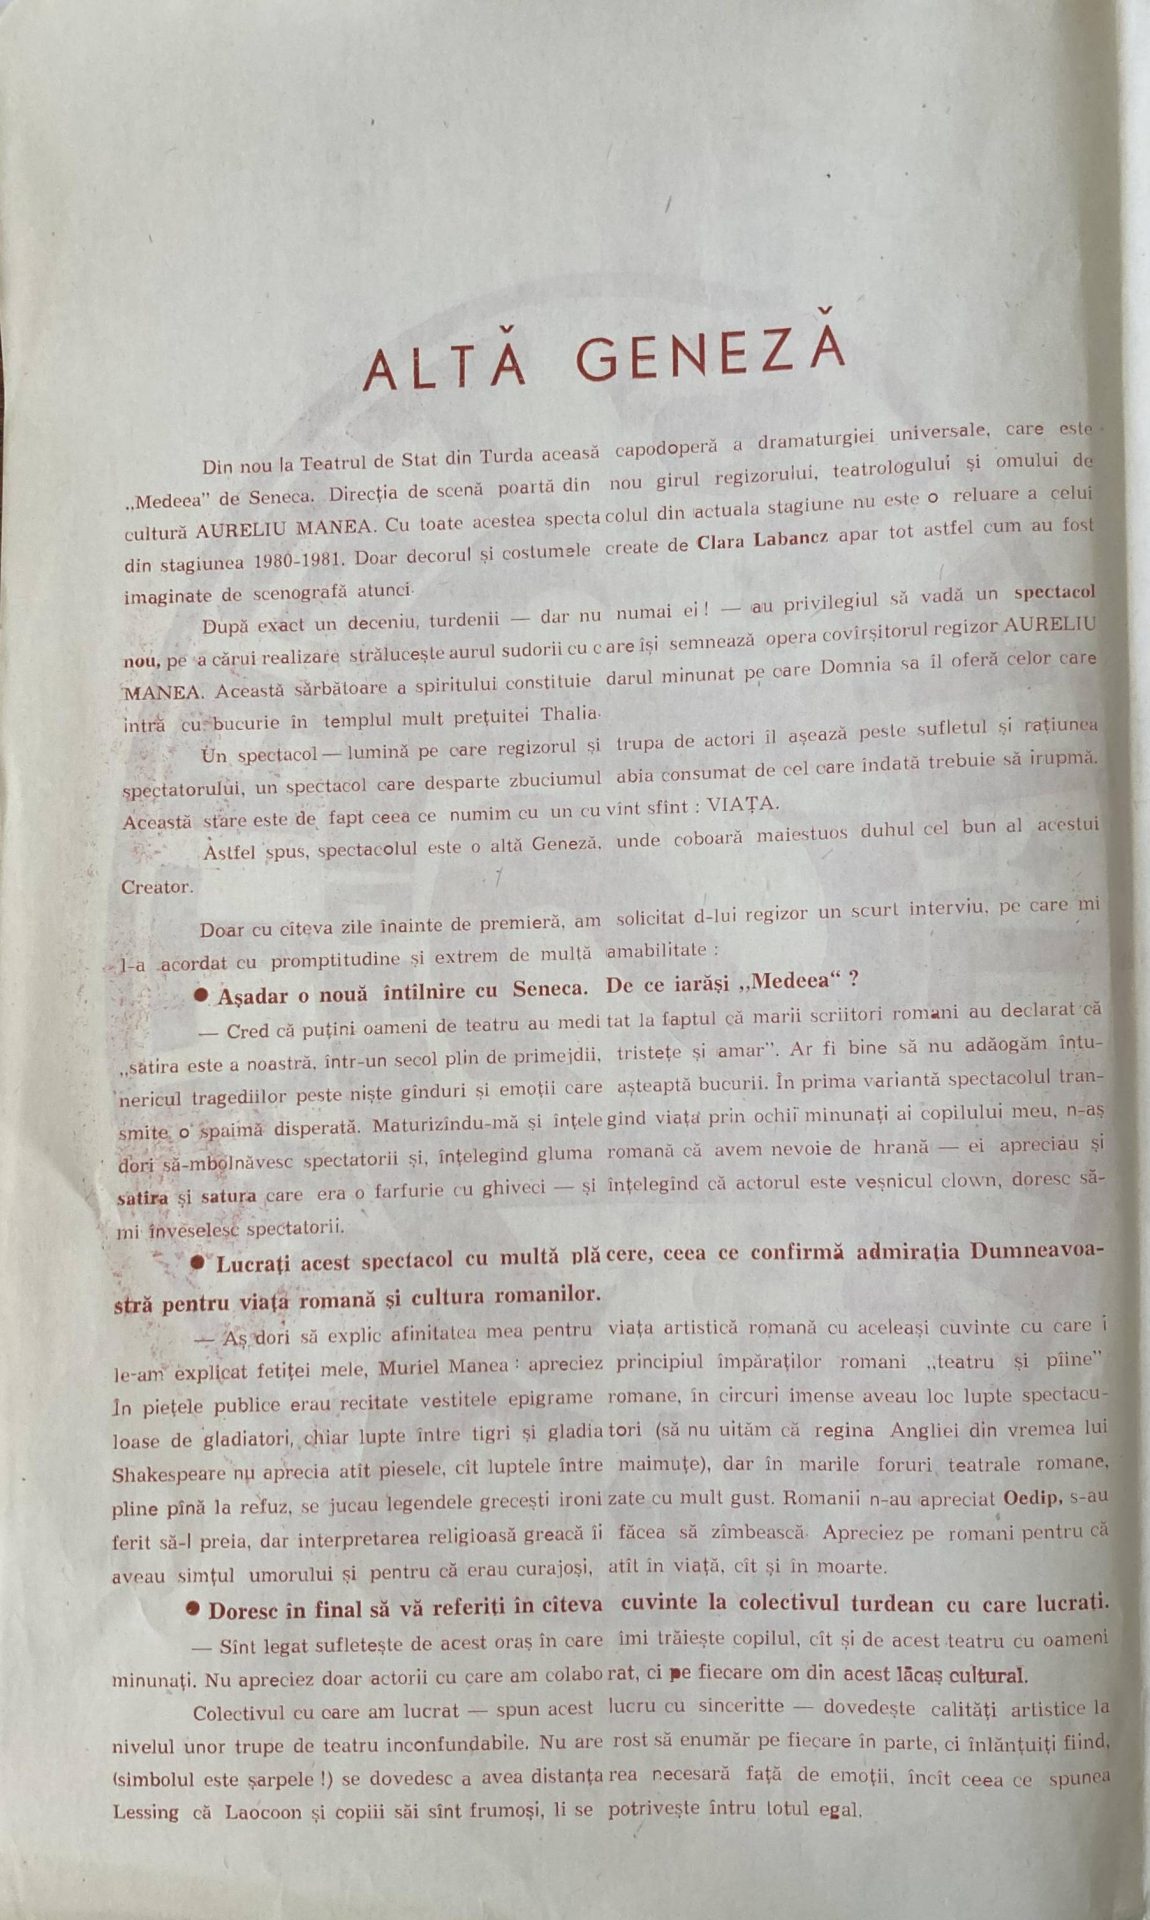 ALTĂ GENEZĂ
Din nou la Teatrul de Stat din Turda aceasă capodoperă a dramaturgiei universale, care este
„Medeea” de Seneca. Direcția de scenă poartă din nou girul regizorului, teatrologului și omului de
cultură AURELIU MANEA. Cu toate acestea spectacolul din actuala stagiune nu este o reluare a celui
din stagiunea 1980-1981. Doar decorul și costumele create de Clara Labancz apar tot astfel cum au fost
imaginate de scenografă atunci.
După exact un deceniu, turdenii — dar nu numai ei ! — au privilegiul să vadă un spectacol
nou, pe a cărui realizare strălucește aurul sudorii cu care își semnează opera covîrșitorul regizor AURELIU
MANEA. Această sărbătoare a spiritului constituie darul minunat pe care Domnia sa îl oferă celor care
intră cu bucurie în templul mult prețuitei Thalia.
Un spectacol — lumină pe care regizorul și trupa de actori îl așează peste sufletul și rațiunea
spectatorului, un spectacol care desparte zbuciumul abia consumat de cel care îndată trebuie să irupmă.
Această stare este de fapt ceea ce numim cu un cuvînt sfînt : VIAȚA.
Astfel spus, spectacolul este o altă Geneză, unde coboară maiestuos duhul cel bun al acestui
Creator.
Doar cu cîteva zile înainte de premieră, am solicitat d-lui regizor un scurt interviu, pe care mi
l-a acordat cu promptitudine și extrem de multă amabilitate :
● Așadar o nouă întîlnire cu Seneca. De ce iarăși „Medeea“ ?
— Cred că puțini oameni de teatru au meditat la faptul că marii scriitori romani au declarat că
„satira este a noastră, într-un secol plin de primejdii, tristețe și amar”. Ar fi bine să nu adăogăm întu-
nericul tragediilor peste niște gînduri și emoții care așteaptă bucurii. În prima variantă spectacolul tran-
smite o spaimă disperată. Maturizîndu-mă și înțelegînd viața prin ochii minunați ai copilului meu, n-aș
dori să-mbolnăvesc spectatorii și, înțelegînd gluma romană că avem nevoie de hrană — ei apreciau și
satira și satura care era o farfurie cu ghiveci — și înțelegînd că actorul este veșnicul clown, doresc să-
mi înveselesc spectatorii.
● Lucrați acest spectacol cu multă plăcere, ceea ce confirmă admirația Dumneavoa-
stră pentru viața romană și cultura romanilor.
— Aș dori să explic afinitatea mea pentru viața artistică romană cu aceleași cuvinte cu care i
le-am explicat fetiței mele, Muriel Manea : apreciez principiul împăraților romani „teatru și pîine”
În piețele publice erau recitate vestitele epigrame romane, în circuri imense aveau loc lupte spectacu-
loase de gladiatori, chiar lupte între tigri și gladiatori (să nu uităm că regina Angliei din vremea lui
Shakespeare nu aprecia atît piesele, cît luptele între maimuțe), dar în marile foruri teatrale romane,
pline pînă la refuz, se jucau legendele grecești ironizate cu mult gust. Romanii n-au apreciat Oedip, s-au
ferit să-l preia, dar interpretarea religioasă greacă îi făcea să zîmbească. Apreciez pe romani pentru că
aveau simțul umorului și pentru că erau curajoși, atît în viață, cît și în moarte.
● Doresc în final să vă referiți în cîteva cuvinte la colectivul turdean cu care lucrați.
— Sînt legat sufletește de acest oraș în care îmi trăiește copilul, cît și de acest teatru cu oameni
minunați. Nu apreciez doar actorii cu care am colaborat, ci pe fiecare om din acest lăcaș cultural.
Colectivul cu care am lucrat — spun acest lucru cu sinceritte — dovedește calități artistice la
nivelul unor trupe de teatru inconfundabile. Nu are rost să enumăr pe fiecare în parte, ci înlănțuiți fiind,
(simbolul este șarpele !) se dovedesc a avea distanțarea necesară față de emoții, încît ceea ce spunea
Lessing că Laocoon și copiii săi sînt frumoși, li se potrivește întru totul egal.